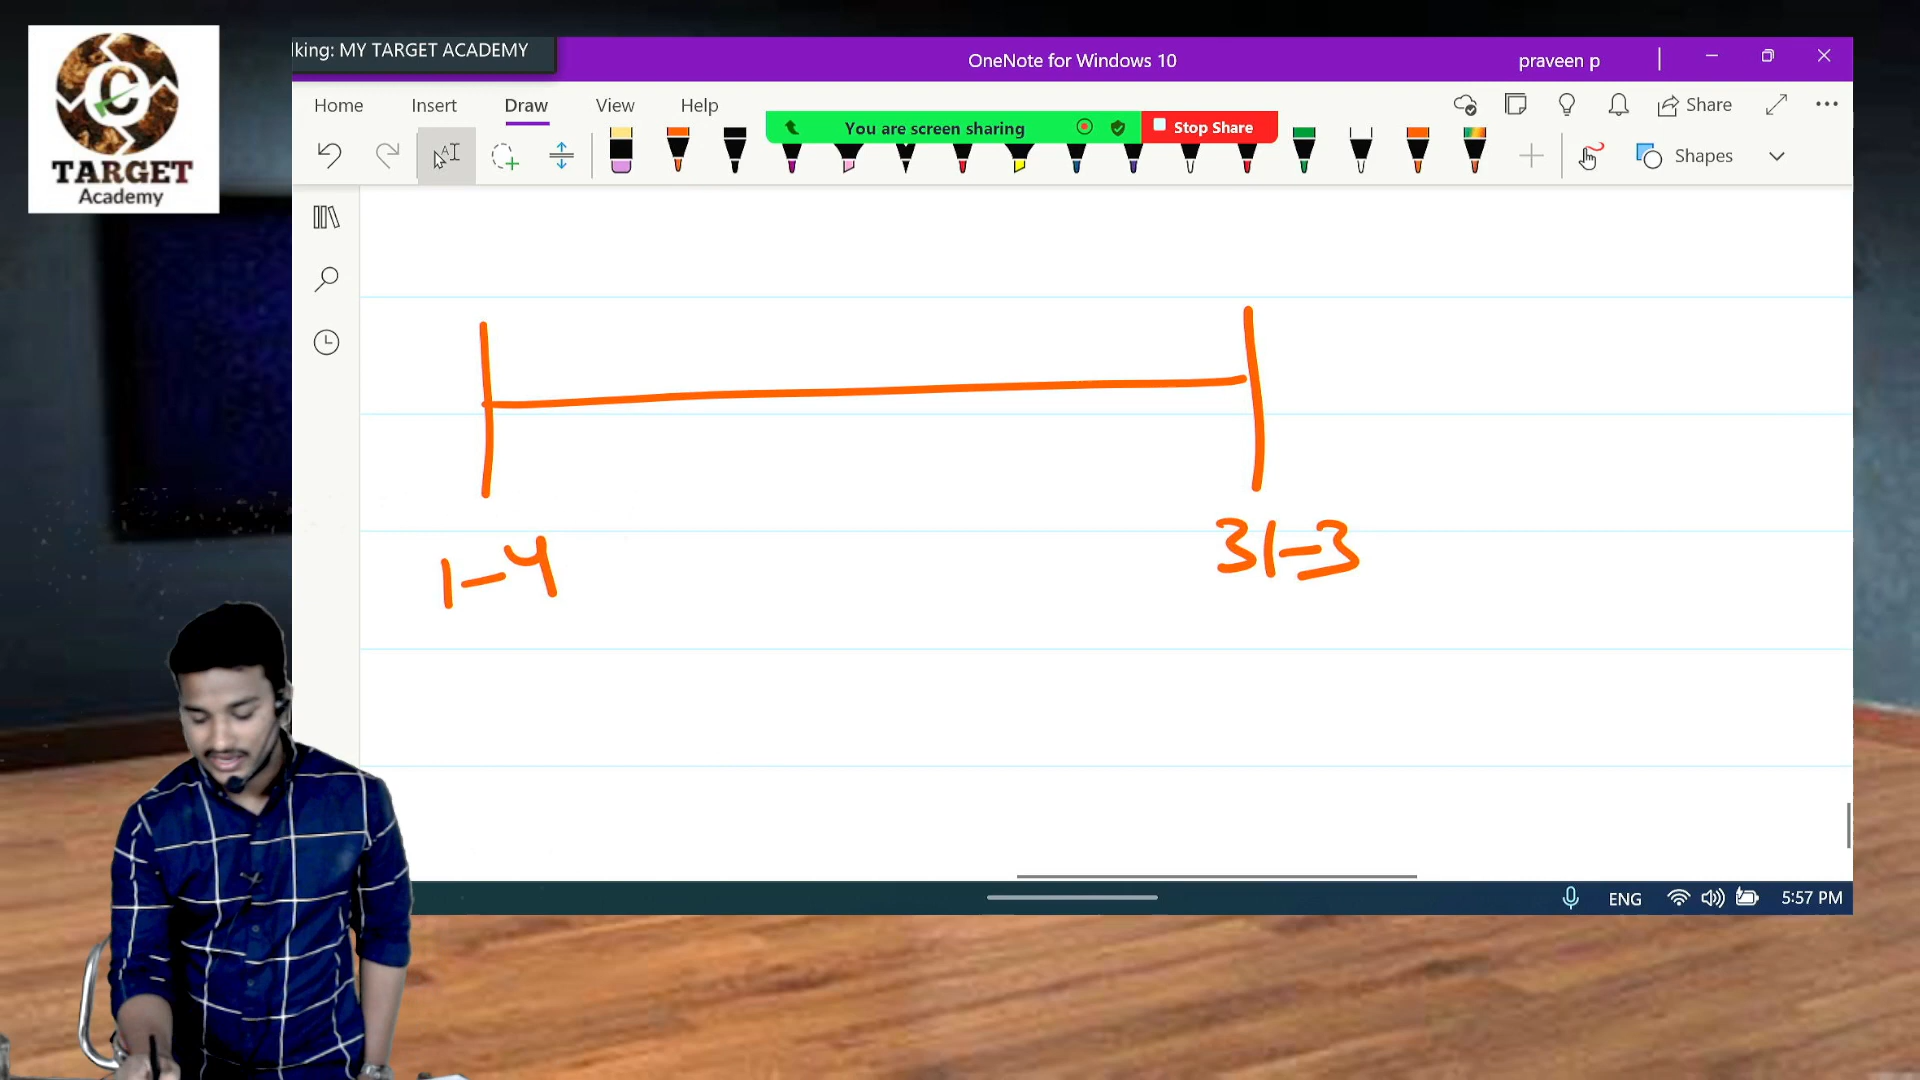 TARGET
Academy
lking: MY TARGET ACADEMY
OneNote for Windows 10
praveen p
Home
Insert
Draw
View
Help
You are screen sharing
Stop Share
Share
Shapes
1-4
31-3
ENG
5:57 PM